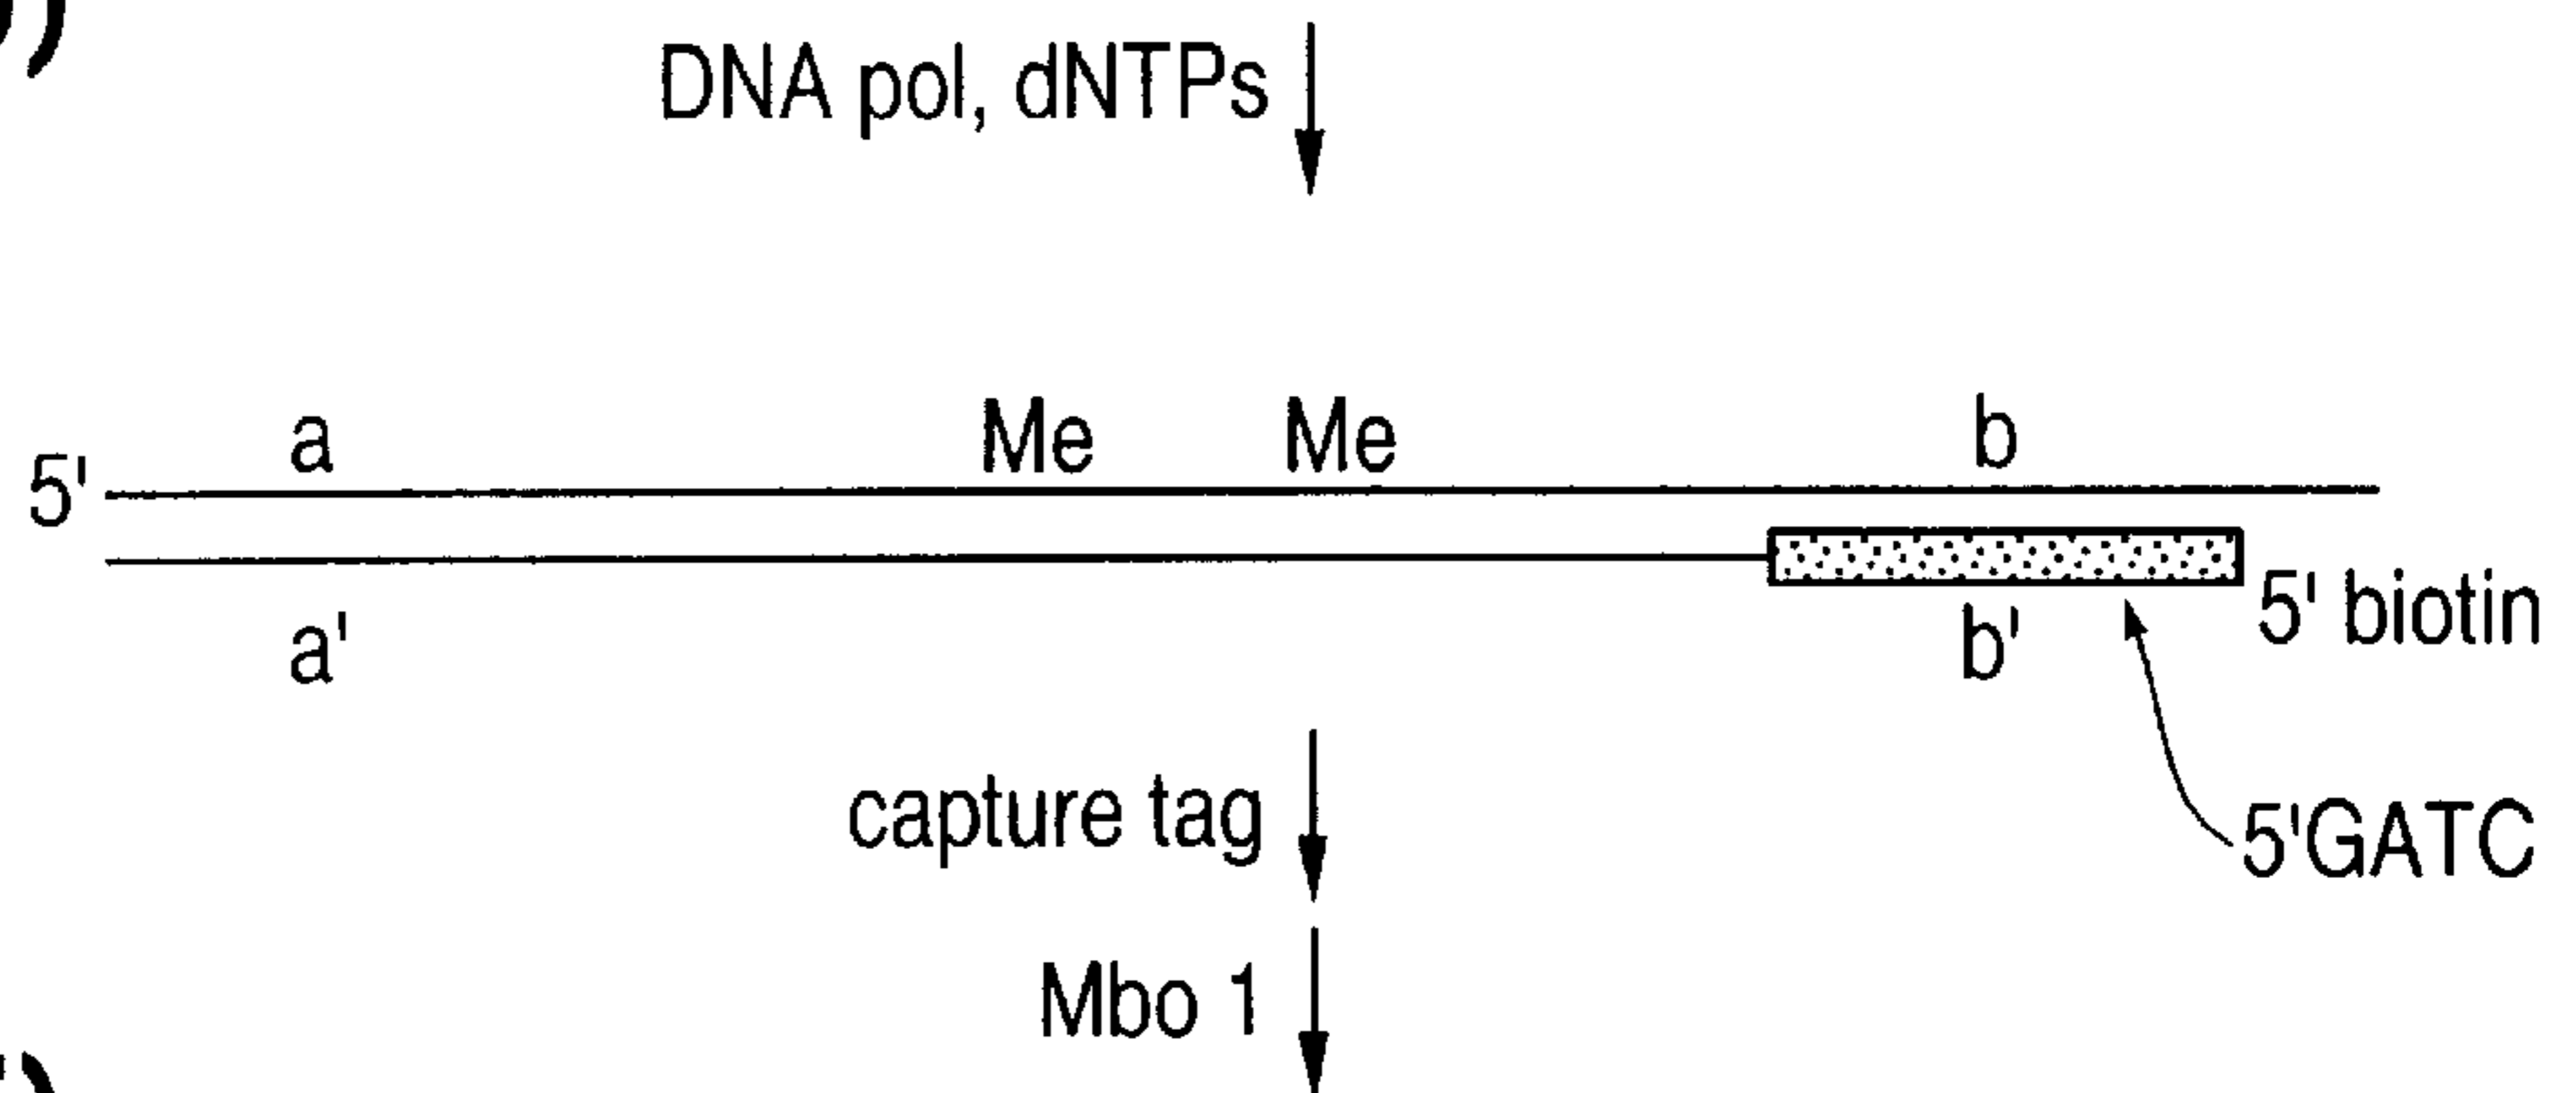 )
DNA pol, dNTPs
a Me Me b
5'
a' b' 5' biotin
capture tag
5'GATC
Mbo 1